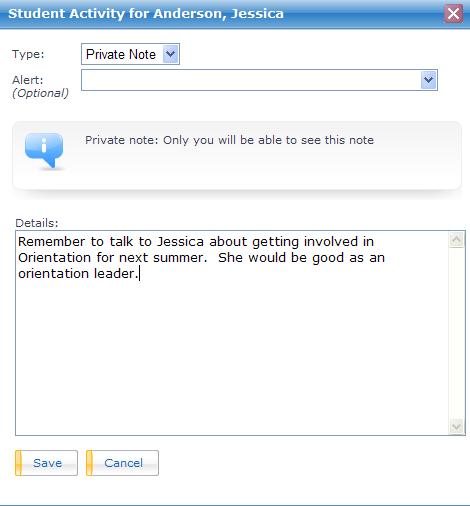 Student Activity for Anderson, Jessica
Type: Private Note
Alert:
(Optional)
Private note: Only you will be able to see this note
Details:
Remember to talk to Jessica about getting involved in
Orientation for next summer.  She would be good as an
orientation leader.
Save Cancel